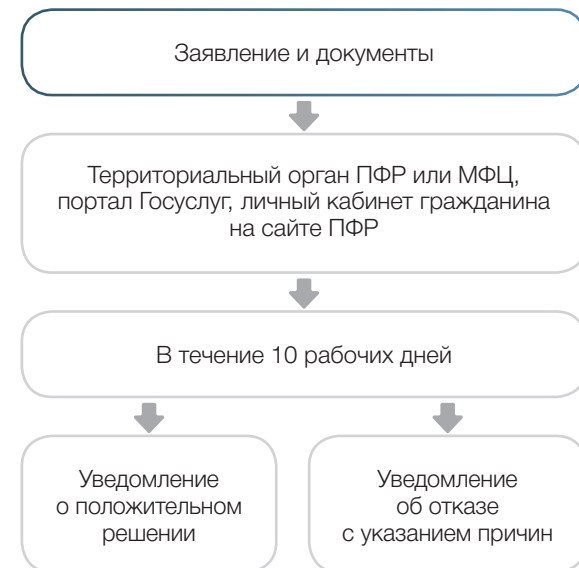 Заявление и документы
Территориальный орган ПФР или МФЦ,
портал Госуслуг, личный кабинет гражданина
на сайте ПФР
В течение 10 рабочих дней
Уведомление
о положительном
решении
Уведомление
об отказе
с указанием причин